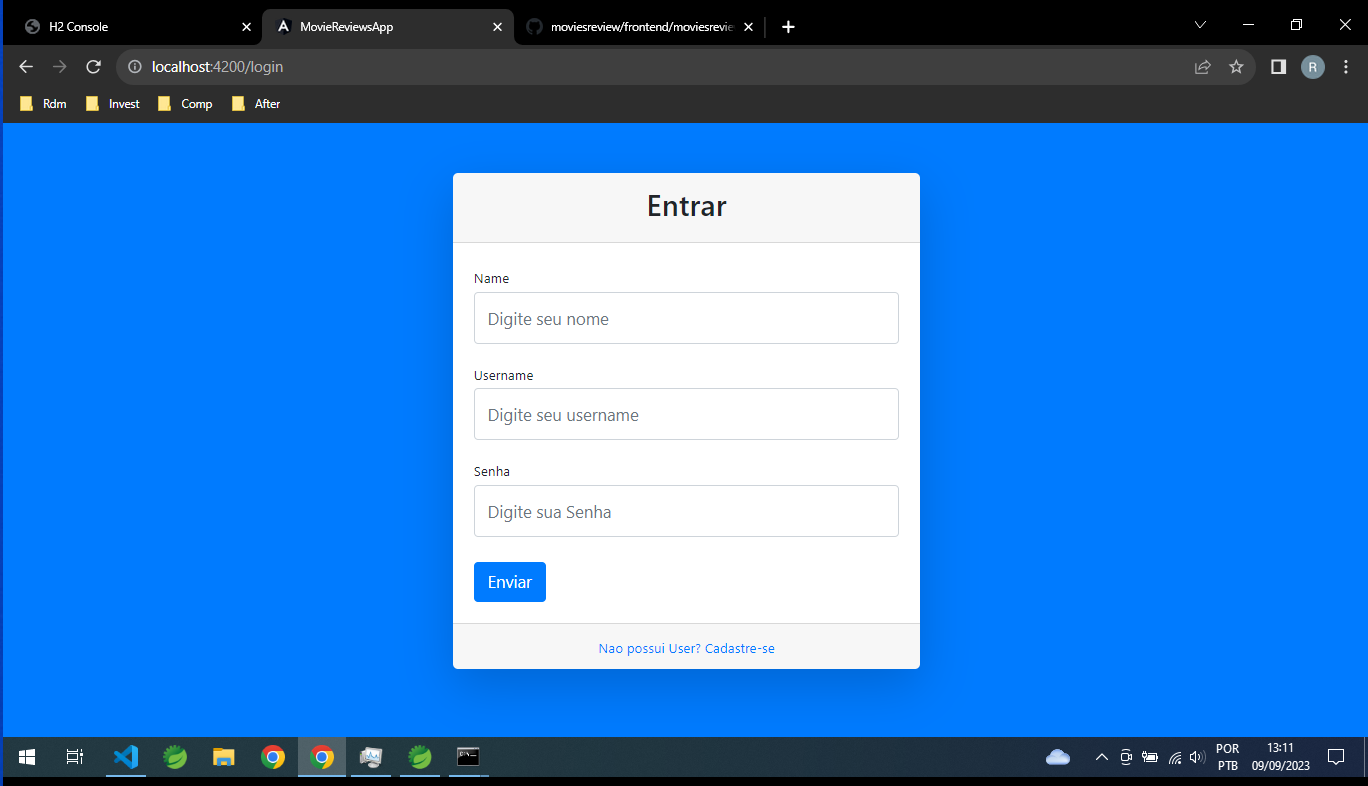 H2 Console
MovieReviewsApp
moviesreview/frontend/moviesrevie
localhost:4200/login
R
Rdm
Invest
Comp
After
Entrar
Name
Digite seu nome
Username
Digite seu username
Senha
Digite sua Senha
Enviar
Nao possui User? Cadastre-se
POR
PTB
13:11
09/09/2023